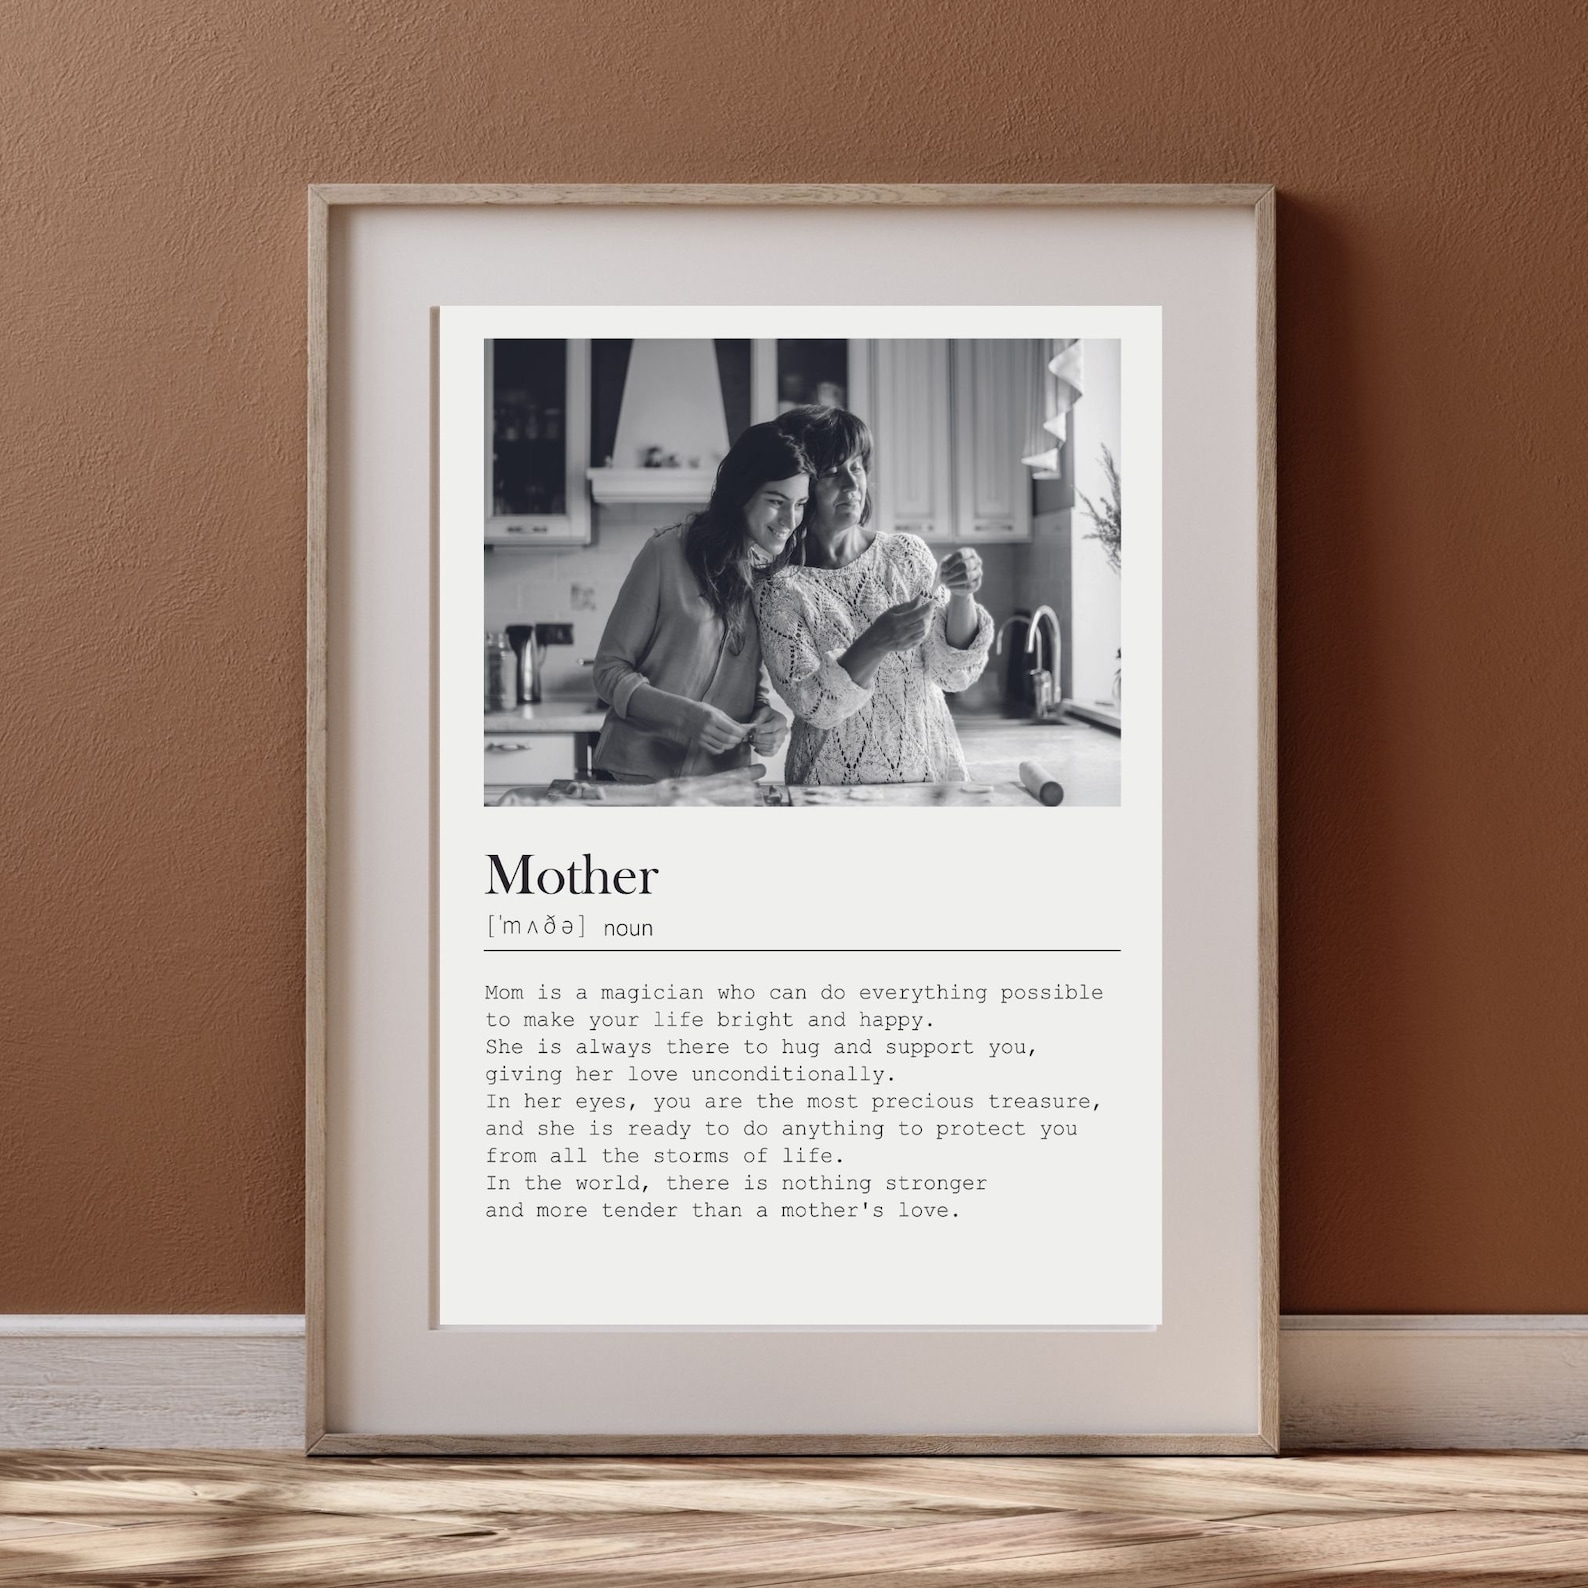 Mother
[ˈmʌðə] noun
Mom is a magician who can do everything possible
to make your life bright and happy.
She is always there to hug and support you,
giving her love unconditionally.
In her eyes, you are the most precious treasure,
and she is ready to do anything to protect you
from all the storms of life.
In the world, there is nothing stronger
and more tender than a mother's love.